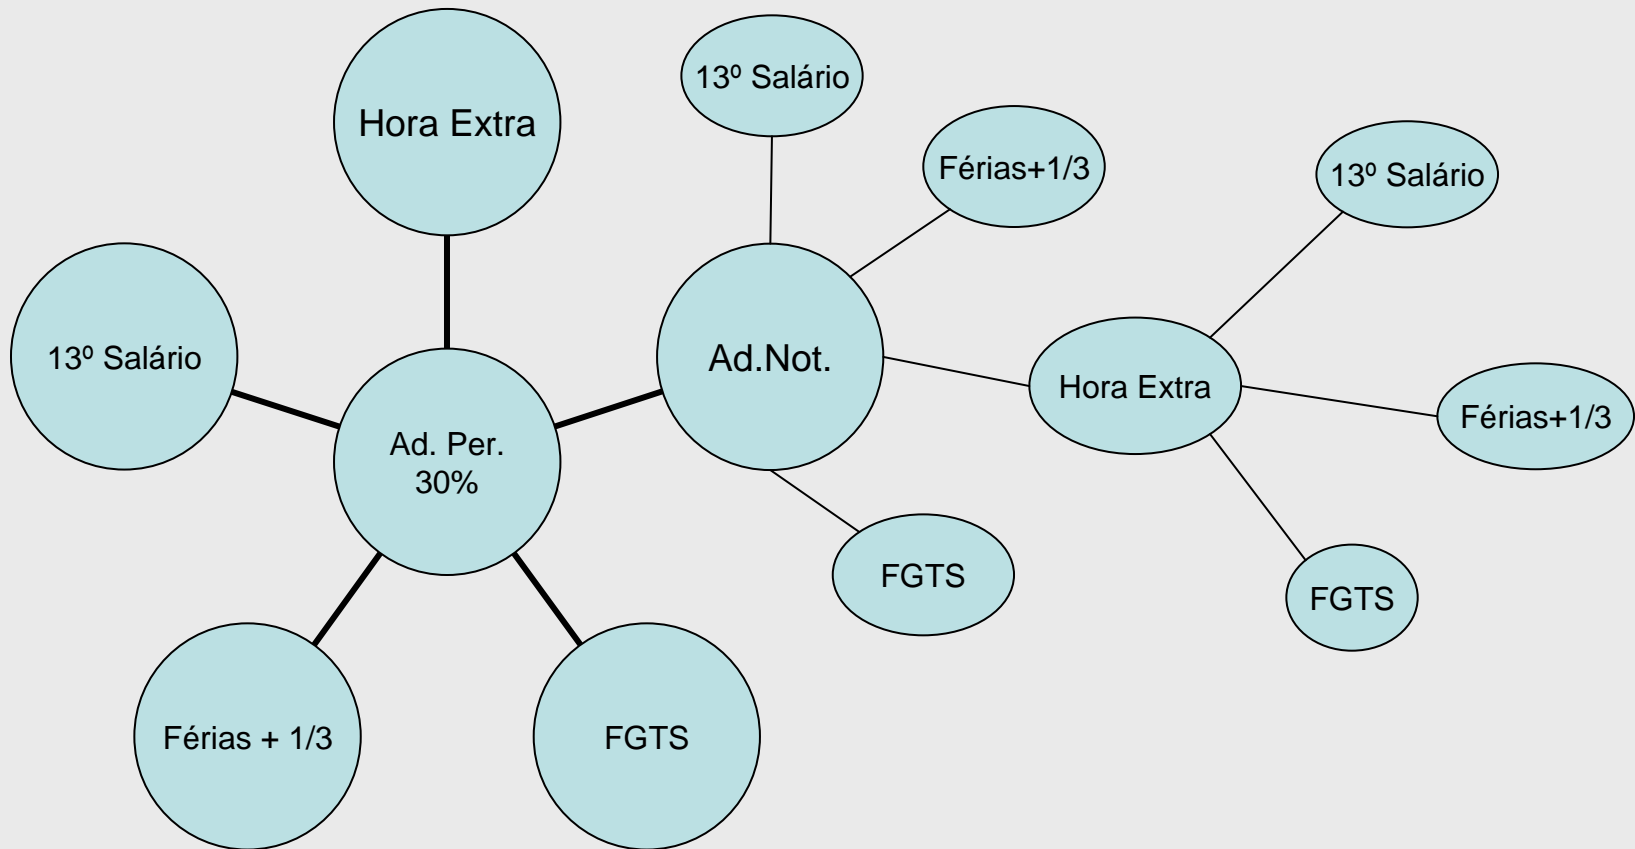 13º Salário
Hora Extra
Férias+1/3
13º Salário
13º Salário
Ad.Not.
Hora Extra
Férias+1/3
Ad. Per.
30%
FGTS
FGTS
Férias + 1/3
FGTS